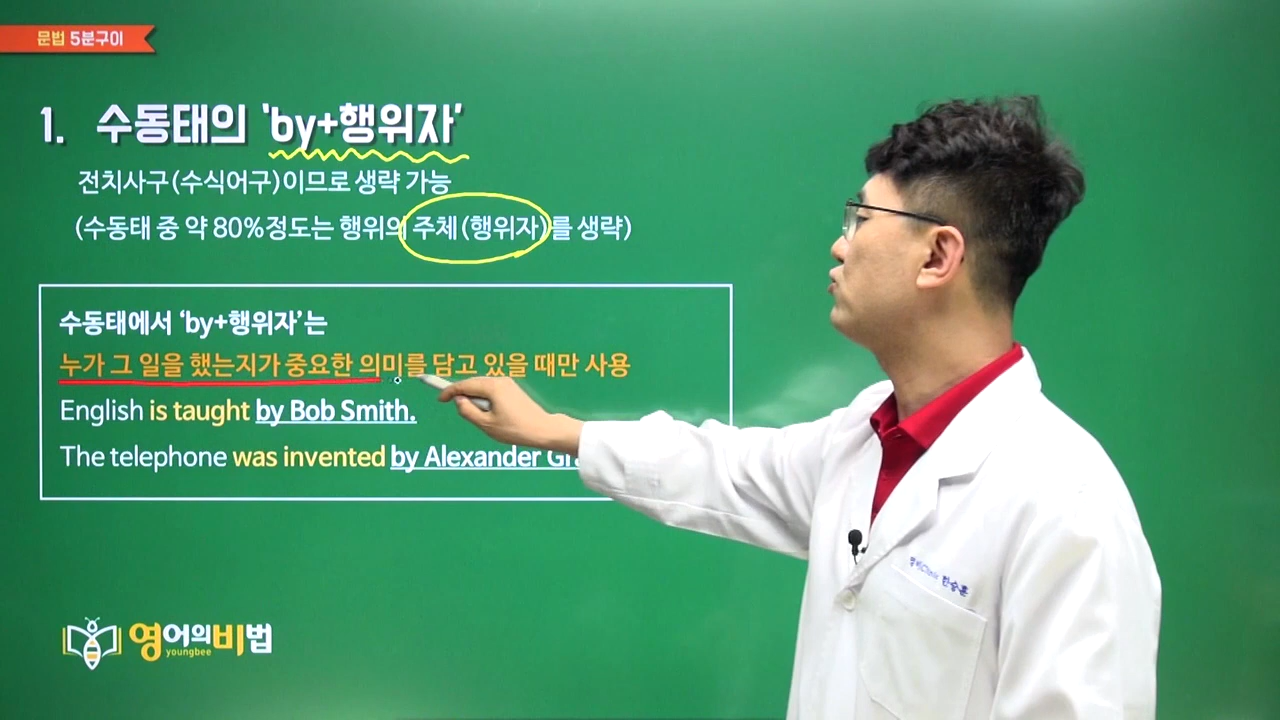 문법 5분구이
1. 수동태의 'by+행위자'
전치사구(수식어구)이므로 생략 가능
(수동태 중 약 80%정도는 행위의 주체(행위자)를 생략)
수동태에서 ‘by+행위자’는
누가 그 일을 했는지가 중요한 의미를 담고 있을 때만 사용
English is taught by Bob Smith.
The telephone was invented by Alexander
영어의비법
youngbee